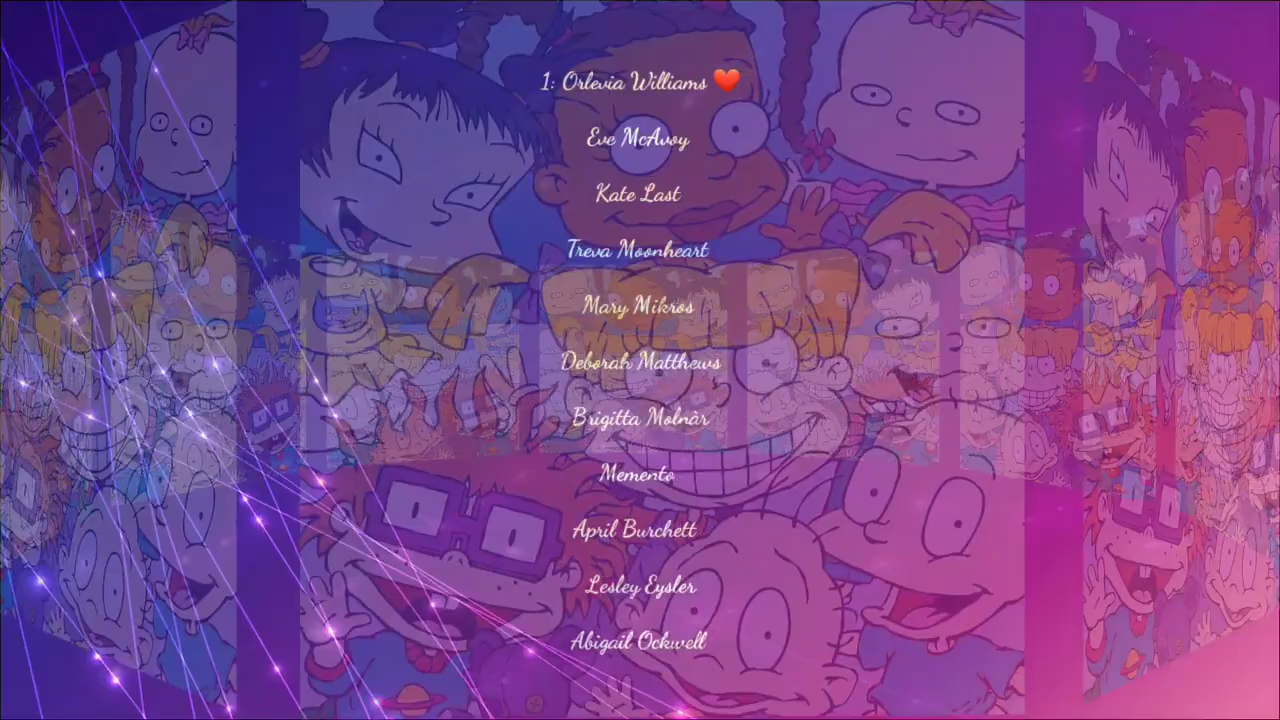 1: Orlevia Williams ❤️
Eve McAvoy
Kate Last
Treva Moonheart
Mary Mikros
Deborah Matthews
Brigitta Molnàr
Memento
April Burchett
Lesley Eysler
Abigail Ockwell